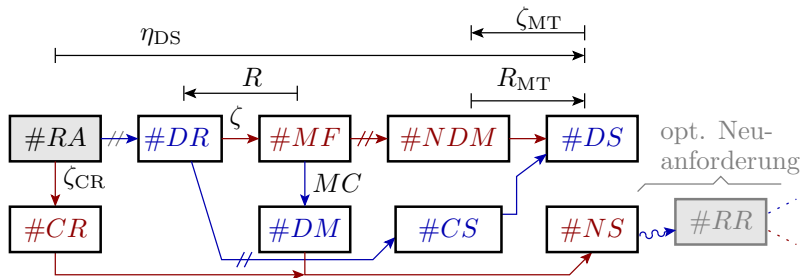 ζMT
ηDS
R
RMT
#RA
#DR
ζ
#MF
#NDM
#DS
opt. Neu-
anforderung
ζCR
MC
#CR
#DM
#CS
#NS
#RR